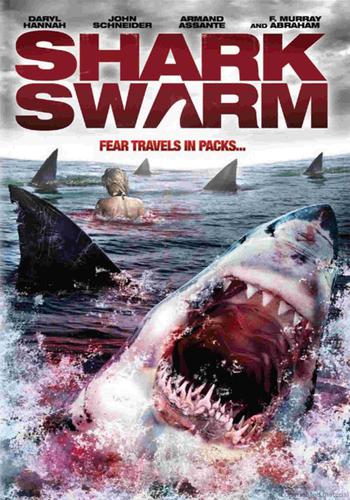 DARYL HANNAH JOHN SCHNEIDER ARMAND ASSANTE AND F. MURRAY ABRAHAM
SHARK
SWARM
FEAR TRAVELS IN PACKS...